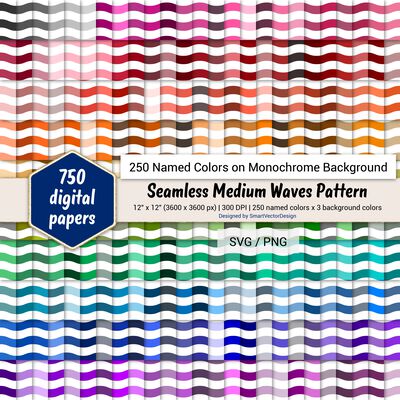 750
digital
papers
250 Named Colors on Monochrome Background
Seamless Medium Waves Pattern
12" x 12" (3600 x 3600 px) | 300 DPI | 250 named colors x 3 background colors
Designed by SmartVectorDesign
SVG / PNG